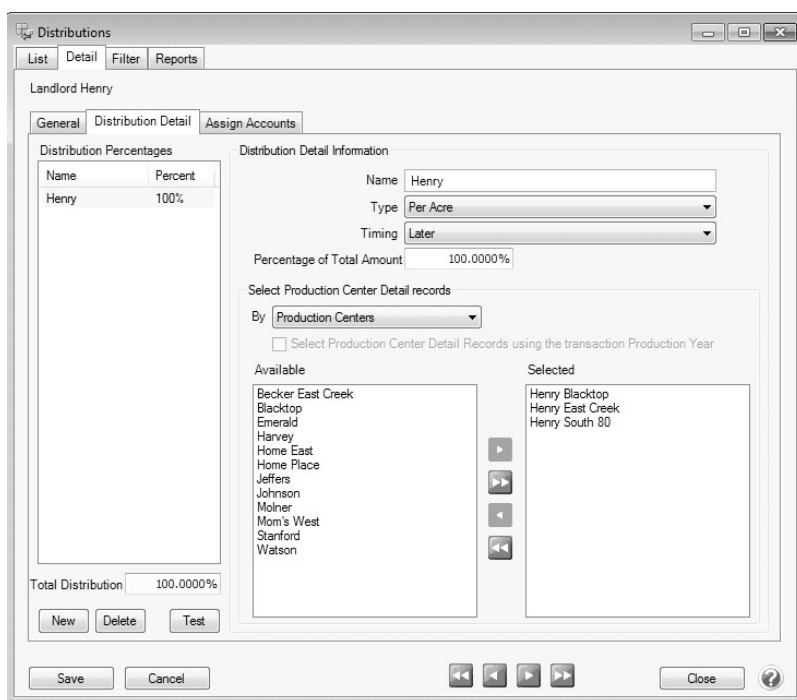 Distributions
List Detail Filter Reports
Landlord Henry
General Distribution Detail Assign Accounts
Distribution Percentages
Name Percent
Henry 100%
Total Distribution 100.0000%
New Delete Test
Distribution Detail Information
Name Henry
Type Per Acre
Timing Later
Percentage of Total Amount 100.0000%
Select Production Center Detail records
By Production Centers
Select Production Center Detail Records using the transaction Production Year
Available
Becker East Creek
Blacktop
Emerald
Harvey
Home East
Home Place
Jeffers
Johnson
Molner
Mom's West
Stanford
Watson
Selected
Henry Blacktop
Henry East Creek
Henry South 80
Save Cancel Close ?